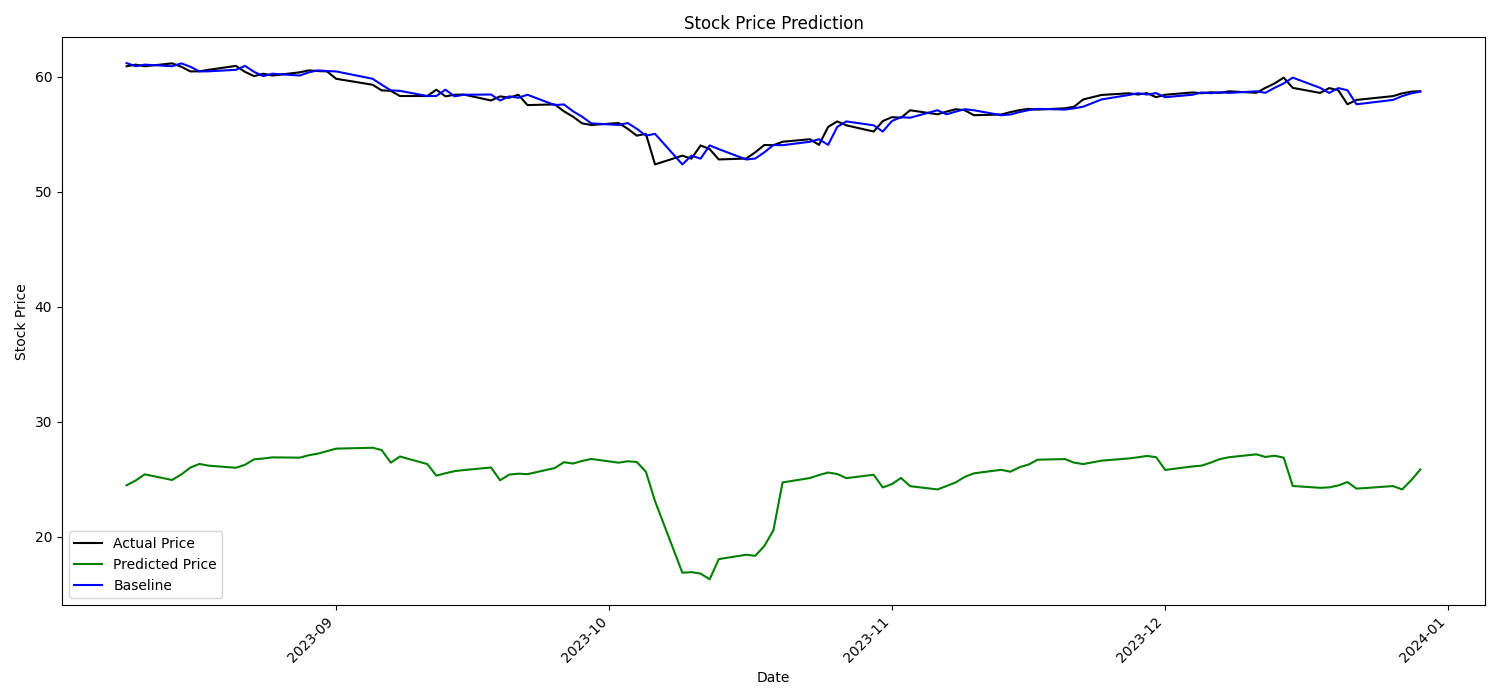 Stock Price Prediction
Stock Price
60
50
40
30
20
Actual Price
Predicted Price
Baseline
2023-09
2023-10
2023-11
2023-12
2024-01
Date